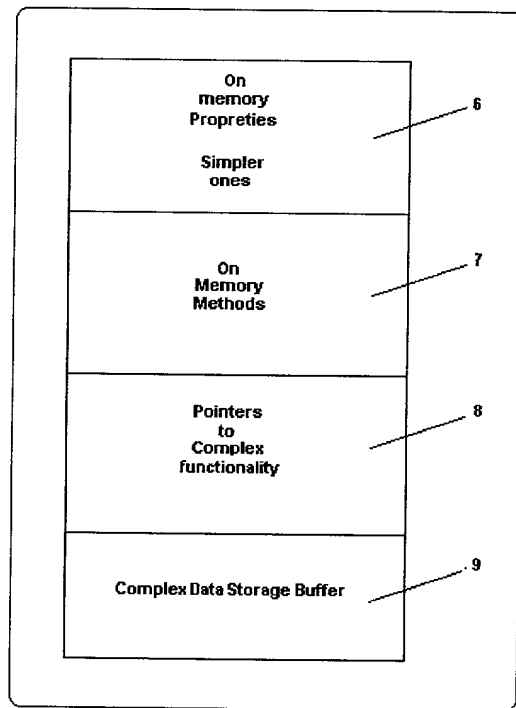 On
memory
Propreties
Simpler
ones
6
On
Memory
Methods
7
Pointers
to
Complex
functionality
8
Complex Data Storage Buffer
9